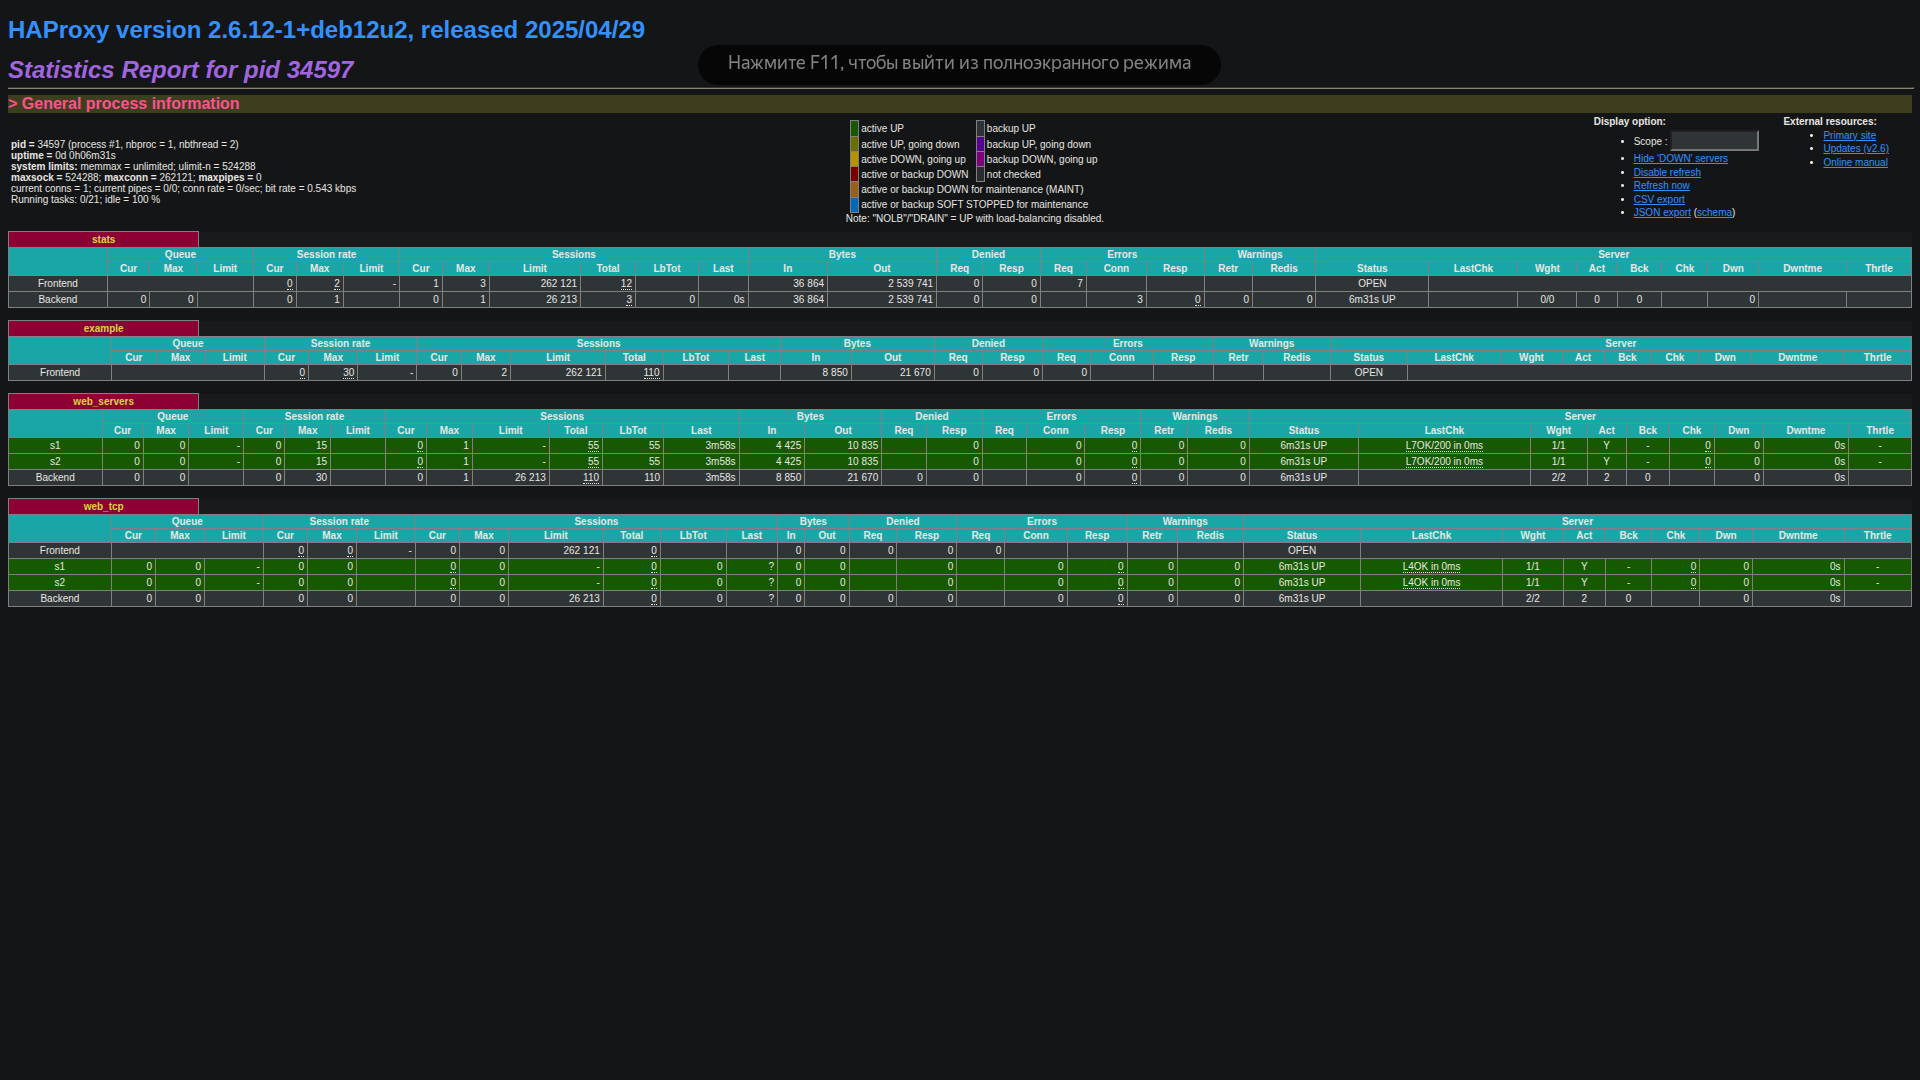 HAProxy version 2.6.12-1+deb12u2, released 2025/04/29
Statistics Report for pid 34597
Нажмите F11, чтобы выйти из полноэкранного режима
> General process information
pid = 34597 (process #1, nbproc = 1, nbthread = 2)
uptime = 0d 0h06m31s
system limits: memmax = unlimited; ulimit-n = 524288
maxsock = 524288; maxconn = 262121; maxpipes = 0
current conns = 1; current pipes = 0/0; conn rate = 0/sec; bit rate = 0.543 kbps
Running tasks: 0/21; idle = 100 %
active UP backup UP
active UP, going down backup UP, going down
active DOWN, going up backup DOWN, going up
active or backup DOWN not checked
active or backup DOWN for maintenance (MAINT)
active or backup SOFT STOPPED for maintenance
Note: "NOLB"/"DRAIN" = UP with load-balancing disabled.
Display option:
• Scope :
• Hide 'DOWN' servers
• Disable refresh
• Refresh now
• CSV export
• JSON export (schema)
External resources:
• Primary site
• Updates (v2.6)
• Online manual
stats
Queue Session rate Sessions Bytes Denied Errors Warnings Server
Cur Max Limit Cur Max Limit Cur Max Limit Total LbTot Last In Out Req Resp Req Conn Resp Retr Redis Status LastChk Wght Act Bck Chk Dwn Dwntme Thrtle
Frontend 0 2 - 1 3 262 121 12 36 864 2 539 741 0 0 7 OPEN
Backend 0 0 0 1 0 1 26 213 3 0 0s 36 864 2 539 741 0 0 3 0 0 0 6m31s UP 0/0 0 0 0
example
Queue Session rate Sessions Bytes Denied Errors Warnings Server
Cur Max Limit Cur Max Limit Cur Max Limit Total LbTot Last In Out Req Resp Req Conn Resp Retr Redis Status LastChk Wght Act Bck Chk Dwn Dwntme Thrtle
Frontend 0 30 - 0 2 262 121 110 8 850 21 670 0 0 0 OPEN
web_servers
Queue Session rate Sessions Bytes Denied Errors Warnings Server
Cur Max Limit Cur Max Limit Cur Max Limit Total LbTot Last In Out Req Resp Req Conn Resp Retr Redis Status LastChk Wght Act Bck Chk Dwn Dwntme Thrtle
s1 0 0 - 0 15 0 1 - 55 55 3m58s 4 425 10 835 0 0 0 0 0 6m31s UP L7OK/200 in 0ms 1/1 Y - 0 0 0s -
s2 0 0 - 0 15 0 1 - 55 55 3m58s 4 425 10 835 0 0 0 0 0 6m31s UP L7OK/200 in 0ms 1/1 Y - 0 0 0s -
Backend 0 0 0 30 0 1 26 213 110 110 3m58s 8 850 21 670 0 0 0 0 0 0 6m31s UP 2/2 2 0 0 0s
web_tcp
Queue Session rate Sessions Bytes Denied Errors Warnings Server
Cur Max Limit Cur Max Limit Cur Max Limit Total LbTot Last In Out Req Resp Req Conn Resp Retr Redis Status LastChk Wght Act Bck Chk Dwn Dwntme Thrtle
Frontend 0 0 - 0 0 262 121 0 0 0 0 0 0 OPEN
s1 0 0 - 0 0 0 0 - 0 0 ? 0 0 0 0 0 0 0 6m31s UP L4OK in 0ms 1/1 Y - 0 0 0s -
s2 0 0 - 0 0 0 0 - 0 0 ? 0 0 0 0 0 0 0 6m31s UP L4OK in 0ms 1/1 Y - 0 0 0s -
Backend 0 0 0 0 0 0 26 213 0 0 ? 0 0 0 0 0 0 0 0 6m31s UP 2/2 2 0 0 0s